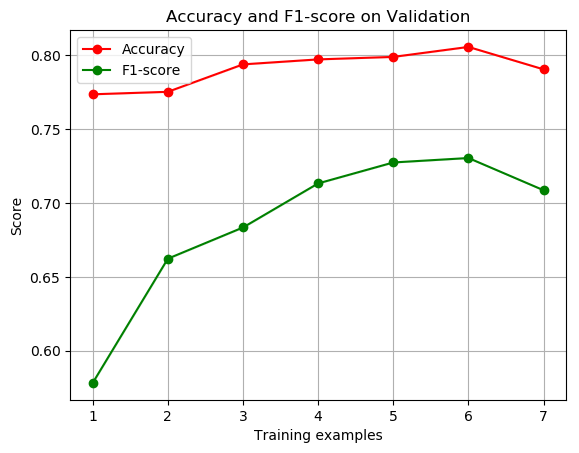 Accuracy and F1-score on Validation
Accuracy
F1-score
0.80
0.75
0.70
0.65
0.60
Score
1 2 3 4 5 6 7
Training examples